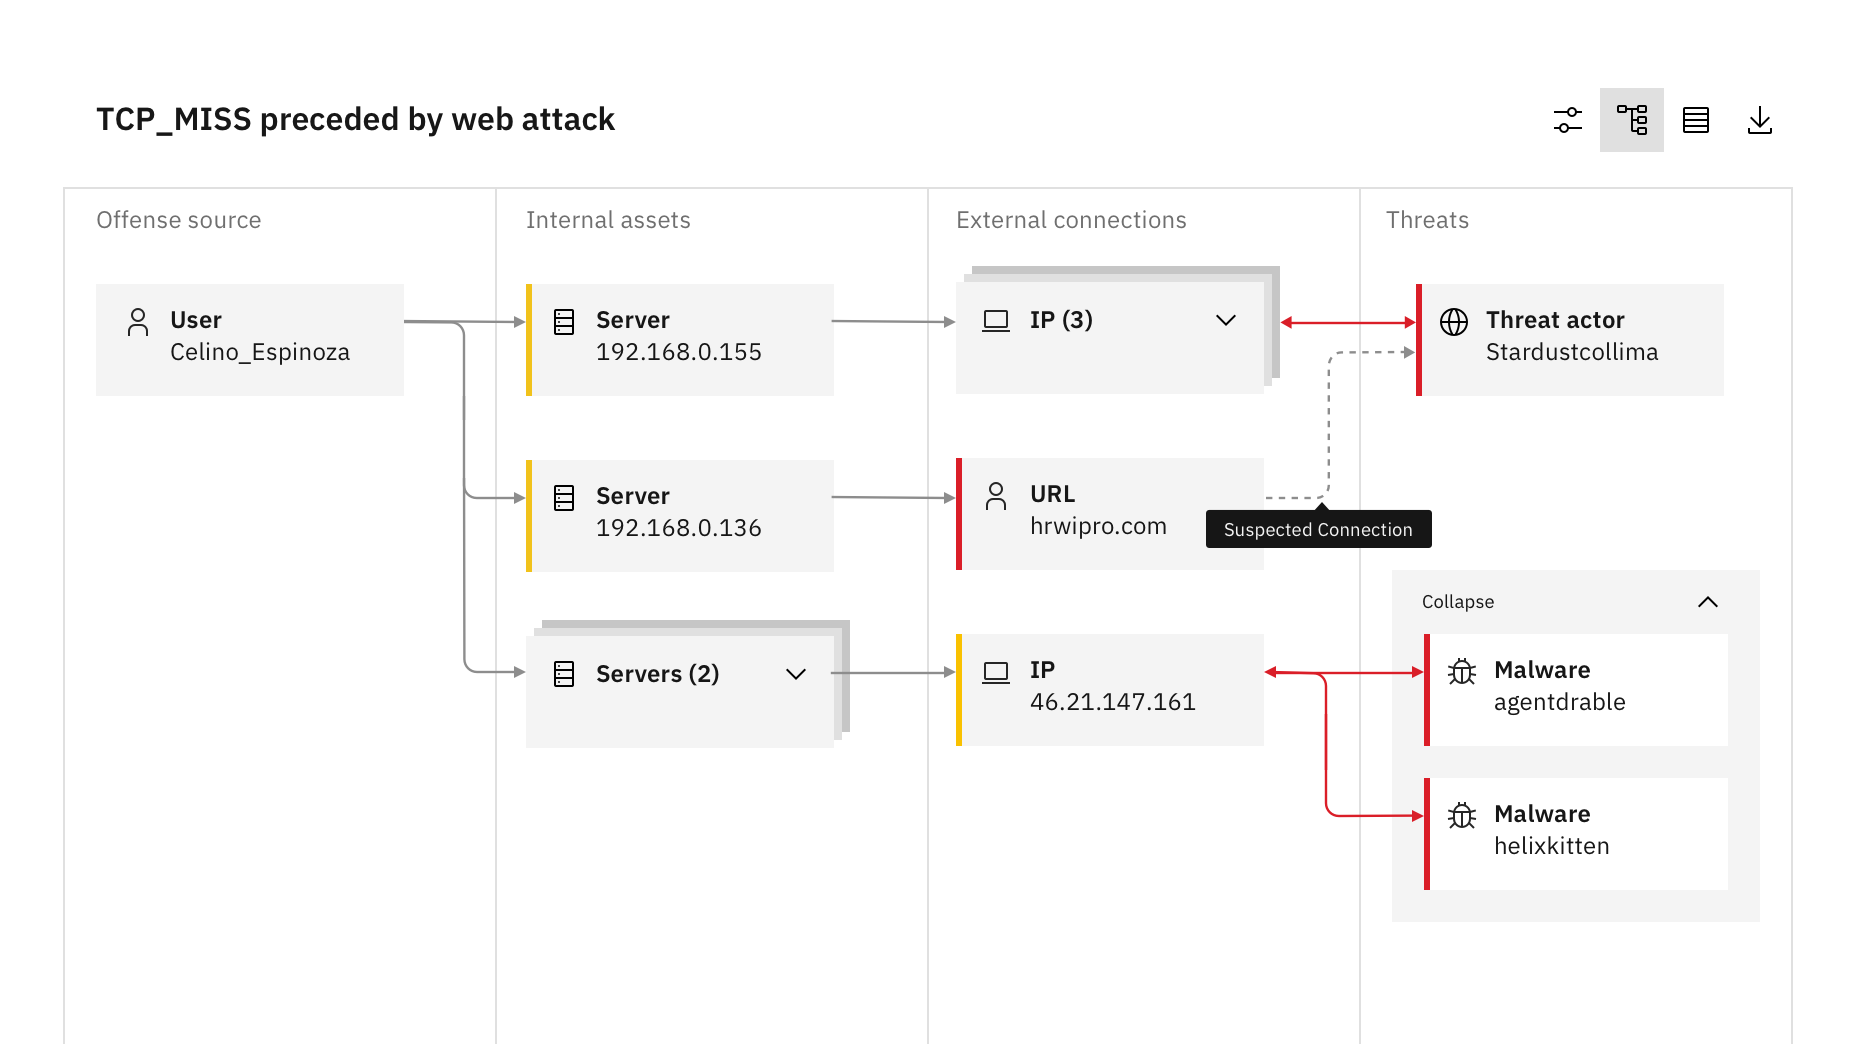 TCP_MISS preceded by web attack
Offense source
Internal assets
External connections
Threats
User
Celino_Espinoza
Server
192.168.0.155
IP (3)
Threat actor
Stardustcollima
Server
192.168.0.136
URL
hrwipro.com
Suspected Connection
Collapse
Servers (2)
IP
46.21.147.161
Malware
agentdrable
Malware
helixkitten